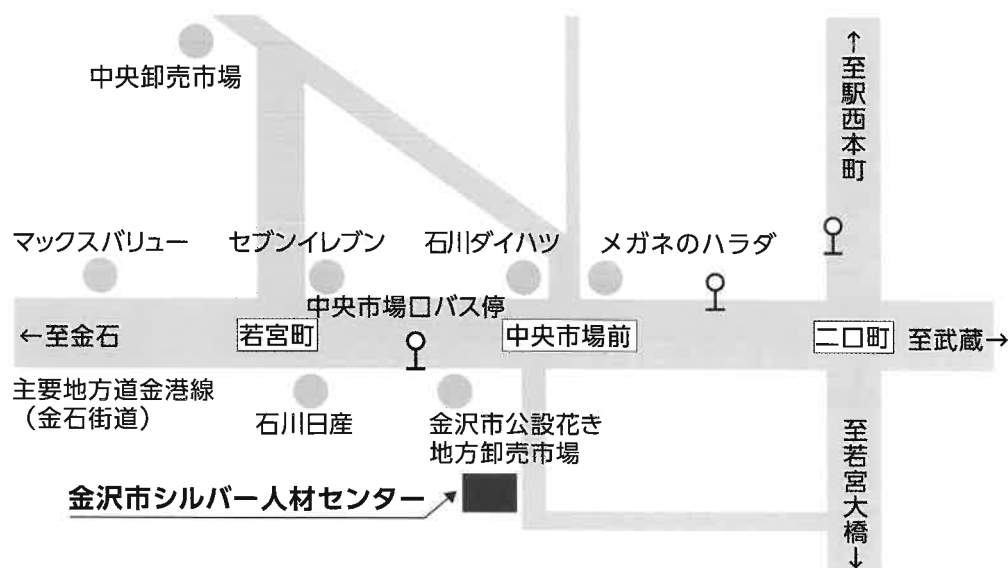 中央卸売市場
↑至駅西本町
マックスバリュー
セブンイレブン
石川ダイハツ
メガネのハラダ
中央市場口バス停
←至金石
若宮町
中央市場前
二口町
至武蔵→
主要地方道金港線
（金石街道）
石川日産
金沢市公設花き
地方卸売市場
至若宮大橋↓
金沢市シルバー人材センター